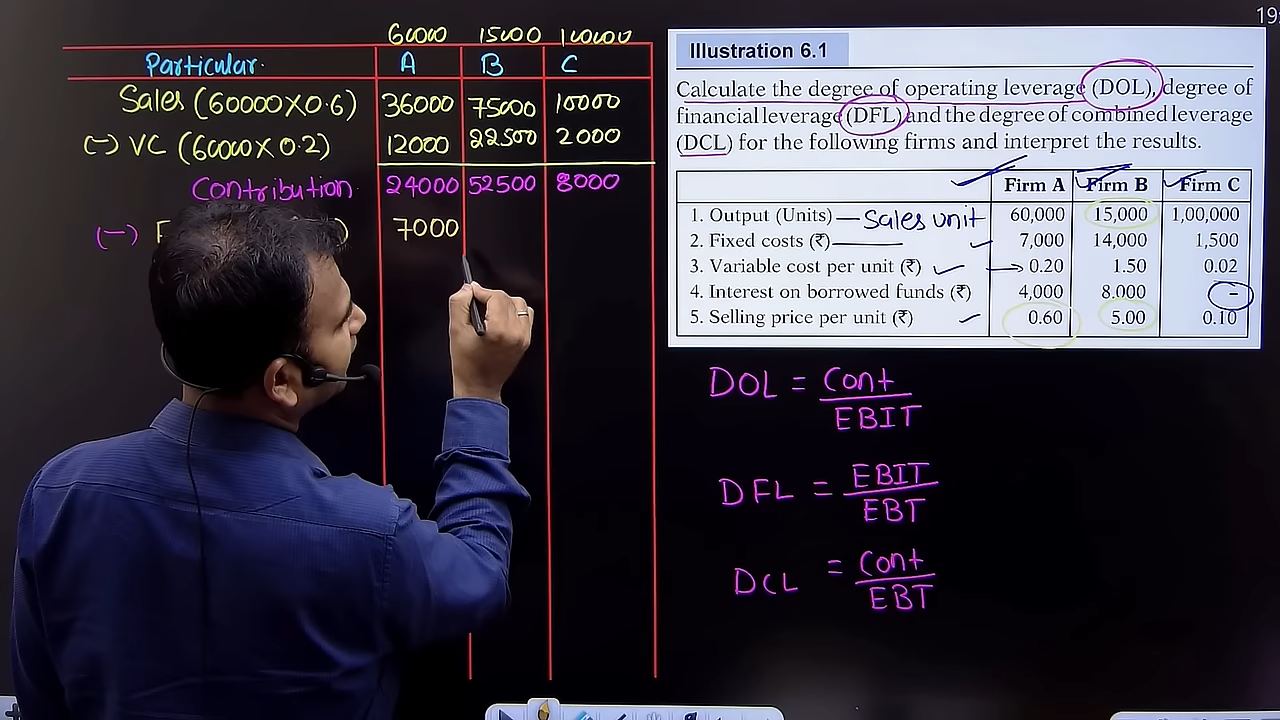 19
60000 15000 100000
Particular. A B C
Sales (60000×0.6) 36000 75000 10000
(-) VC (60000×0.2) 12000 22500 2000
Contribution 24000 52500 8000
(-) F ) 7000
Illustration 6.1
Calculate the degree of operating leverage (DOL), degree of
financial leverage (DFL) and the degree of combined leverage
(DCL) for the following firms and interpret the results.
Firm A Firm B Firm C
1. Output (Units) — Sales unit 60,000 15,000 1,00,000
2. Fixed costs (₹) 7,000 14,000 1,500
3. Variable cost per unit (₹) 0.20 1.50 0.02
4. Interest on borrowed funds (₹) 4,000 8,000 -
5. Selling price per unit (₹) 0.60 5.00 0.10
DOL = Cont
EBIT
DFL = EBIT
EBT
DCL = Cont
EBT